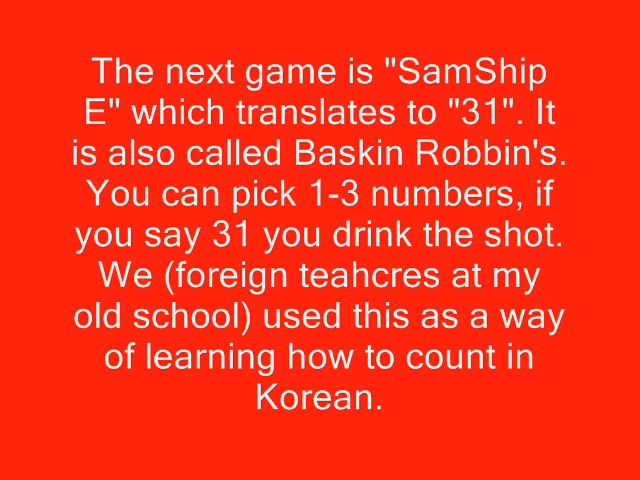 The next game is "SamShip
E" which translates to "31". It
is also called Baskin Robbin's.
You can pick 1-3 numbers, if
you say 31 you drink the shot.
We (foreign teahcres at my
old school) used this as a way
of learning how to count in
Korean.